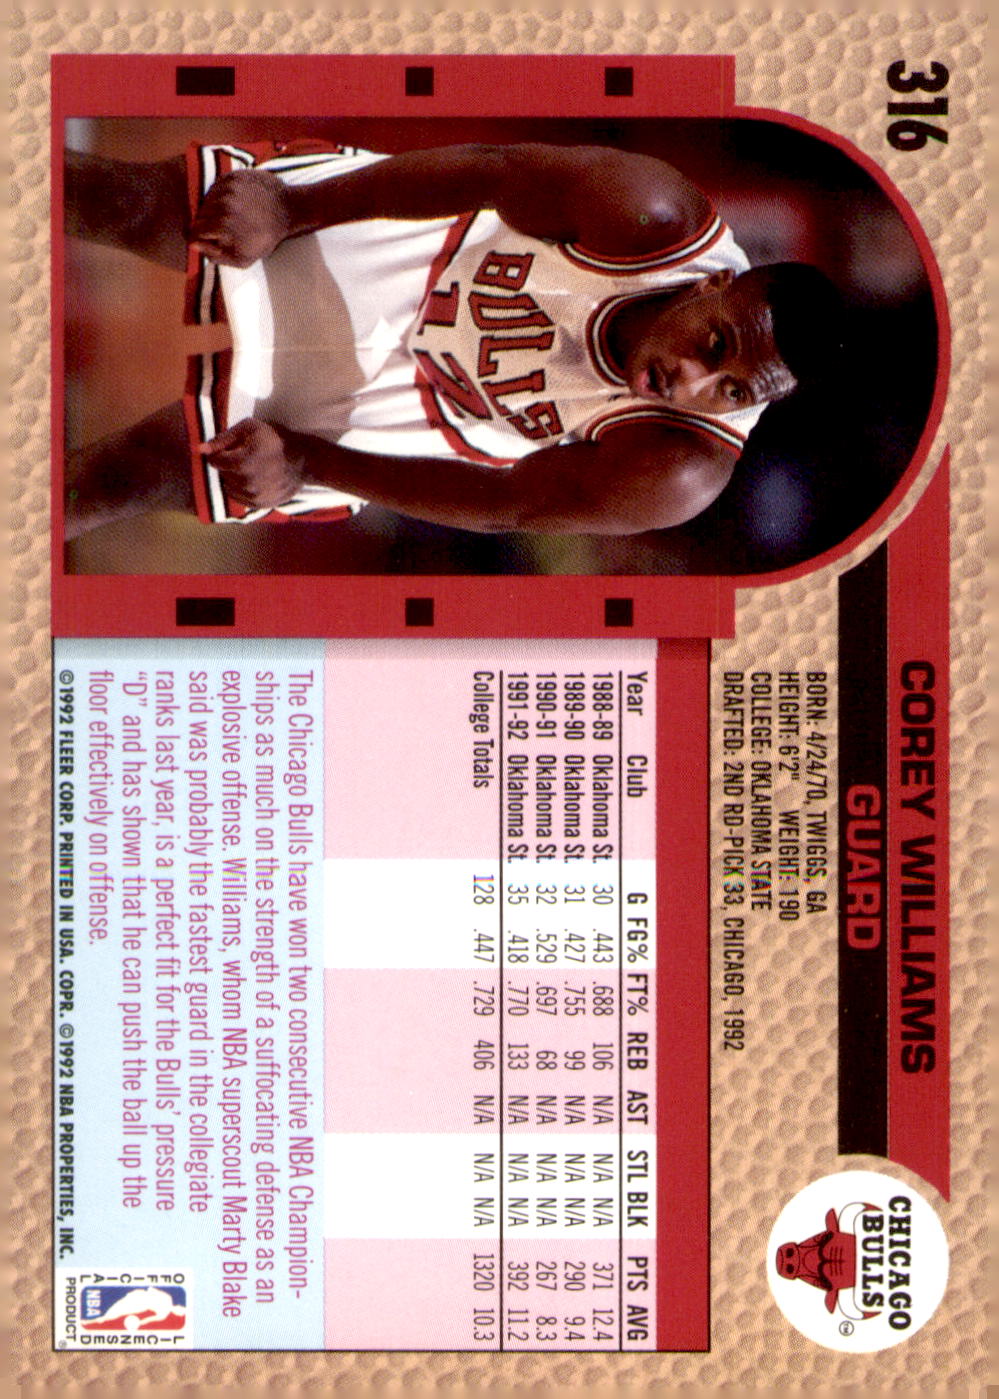 316
COREY WILLIAMS
GUARD
CHICAGO
BULLS
TM
BORN: 4/24/70, TWIGGS, GA
HEIGHT: 6'2" WEIGHT: 190
COLLEGE: OKLAHOMA STATE
DRAFTED: 2ND RD-PICK 33, CHICAGO, 1992
BULLS
12
Year Club G FG% FT% REB AST STL BLK PTS AVG
1988-89 Oklahoma St. 30 .443 .688 106 N/A N/A N/A 371 12.4
1989-90 Oklahoma St. 31 .427 .755 99 N/A N/A N/A 290 9.4
1990-91 Oklahoma St. 32 .529 .697 68 N/A N/A N/A 267 8.3
1991-92 Oklahoma St. 35 .418 .770 133 N/A N/A N/A 392 11.2
College Totals 128 .447 .729 406 N/A N/A N/A 1320 10.3
The Chicago Bulls have won two consecutive NBA Champion-
ships as much on the strength of a suffocating defense as an
explosive offense. Williams, whom NBA superscout Marty Blake
said was probably the fastest guard in the collegiate
ranks last year, is a perfect fit for the Bulls' pressure
"D" and has shown that he can push the ball up the
floor effectively on offense.
©1992 FLEER CORP. PRINTED IN USA. COPR. ©1992 NBA PROPERTIES, INC.
OFFICIAL
LICENSED
NBA
PRODUCT®